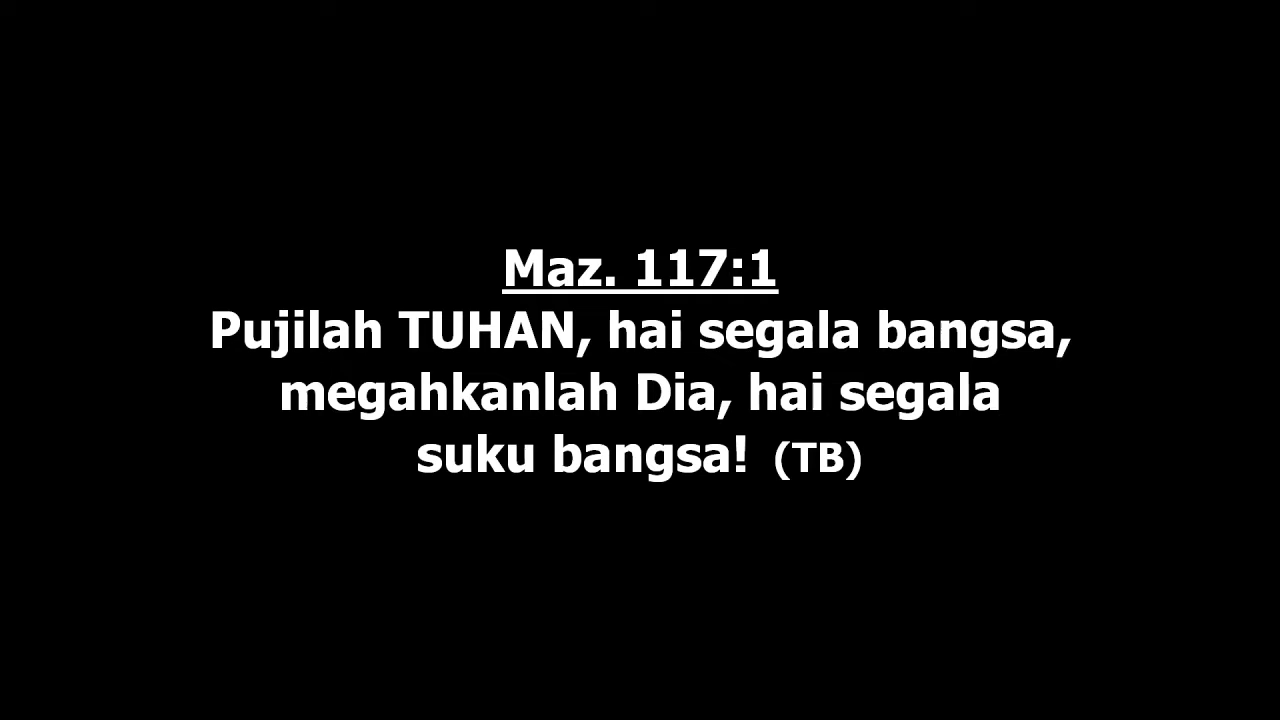 Maz. 117:1
Pujilah TUHAN, hai segala bangsa,
megahkanlah Dia, hai segala
suku bangsa! (TB)